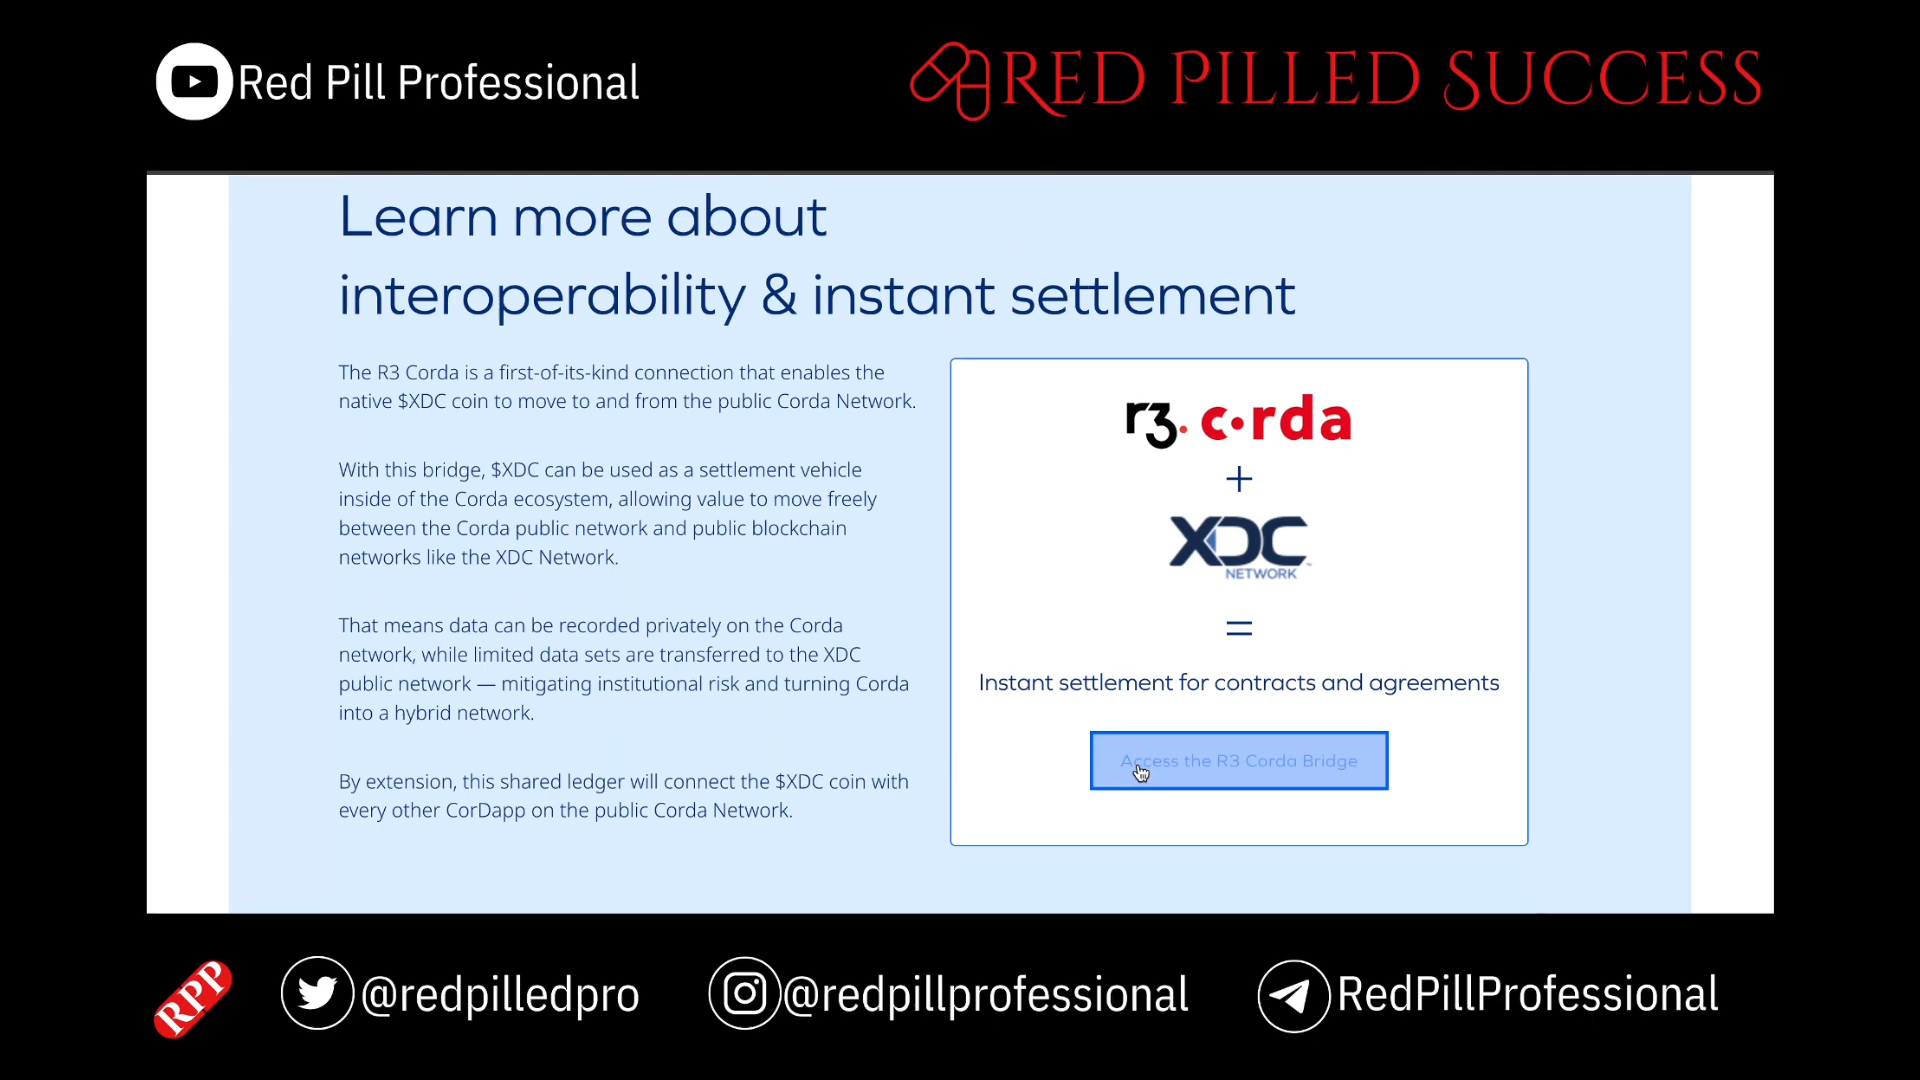 Red Pill Professional
RED PILLED SUCCESS
Learn more about
interoperability & instant settlement
The R3 Corda is a first-of-its-kind connection that enables the
native $XDC coin to move to and from the public Corda Network.
With this bridge, $XDC can be used as a settlement vehicle
inside of the Corda ecosystem, allowing value to move freely
between the Corda public network and public blockchain
networks like the XDC Network.
That means data can be recorded privately on the Corda
network, while limited data sets are transferred to the XDC
public network — mitigating institutional risk and turning Corda
into a hybrid network.
By extension, this shared ledger will connect the $XDC coin with
every other CorDapp on the public Corda Network.
r3. c•rda
+
XDC
NETWORK™
=
Instant settlement for contracts and agreements
Access the R3 Corda Bridge
RPP
@redpilledpro
@redpillprofessional
RedPillProfessional